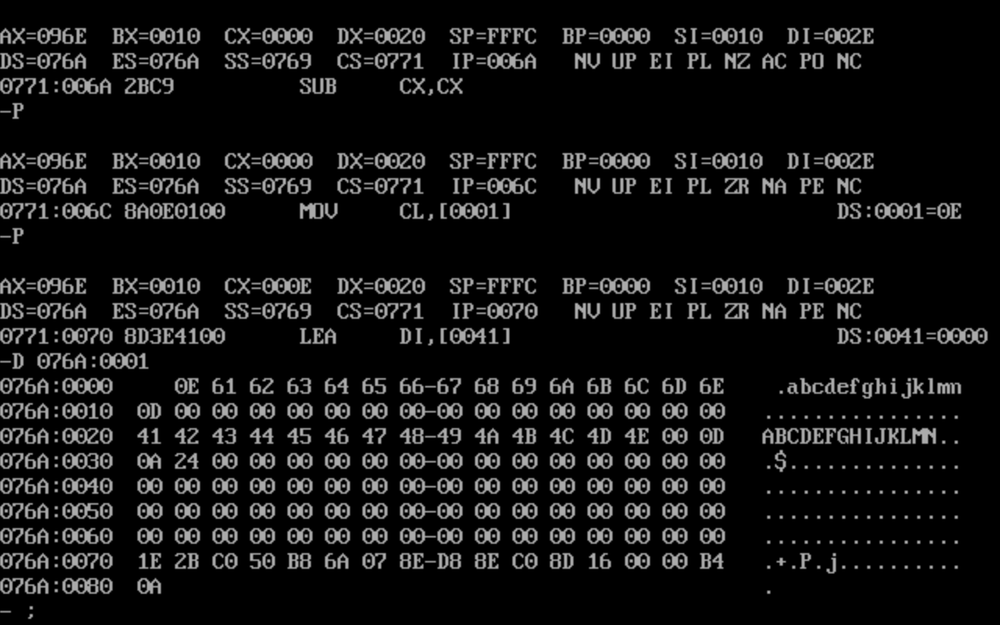 AX=096E  BX=0010  CX=0000  DX=0020  SP=FFFC  BP=0000  SI=0010  DI=002E
DS=076A  ES=076A  SS=0769  CS=0771  IP=006A   NV UP EI PL NZ AC PO NC
0771:006A 2BC9          SUB     CX,CX
-P
AX=096E  BX=0010  CX=0000  DX=0020  SP=FFFC  BP=0000  SI=0010  DI=002E
DS=076A  ES=076A  SS=0769  CS=0771  IP=006C   NV UP EI PL ZR NA PE NC
0771:006C 8A0E0100      MOV     CL,[0001]                          DS:0001=0E
-P
AX=096E  BX=0010  CX=000E  DX=0020  SP=FFFC  BP=0000  SI=0010  DI=002E
DS=076A  ES=076A  SS=0769  CS=0771  IP=0070   NV UP EI PL ZR NA PE NC
0771:0070 8D3E4100      LEA     DI,[0041]                          DS:0041=0000
-D 076A:0001
076A:0000     0E 61 62 63 64 65 66-67 68 69 6A 6B 6C 6D 6E    .abcdefghijklmn
076A:0010  0D 00 00 00 00 00 00 00-00 00 00 00 00 00 00 00   ................
076A:0020  41 42 43 44 45 46 47 48-49 4A 4B 4C 4D 4E 00 0D   ABCDEFGHIJKLMN..
076A:0030  0A 24 00 00 00 00 00 00-00 00 00 00 00 00 00 00   .$..............
076A:0040  00 00 00 00 00 00 00 00-00 00 00 00 00 00 00 00   ................
076A:0050  00 00 00 00 00 00 00 00-00 00 00 00 00 00 00 00   ................
076A:0060  00 00 00 00 00 00 00 00-00 00 00 00 00 00 00 00   ................
076A:0070  1E 2B C0 50 B8 6A 07 8E-D8 8E C0 8D 16 00 00 B4   .+.P.j..........
076A:0080  0A                                                .
- ;